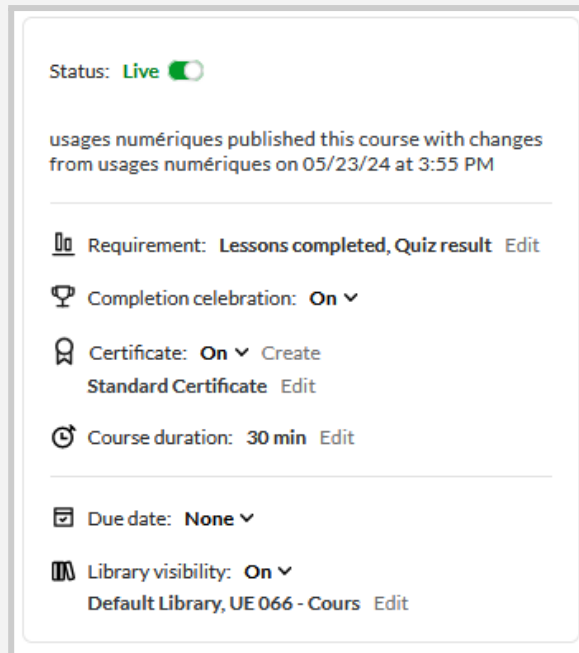 Status: Live
usages numériques published this course with changes
from usages numériques on 05/23/24 at 3:55 PM
Requirement: Lessons completed, Quiz result Edit
Completion celebration: On
Certificate: On Create
Standard Certificate Edit
Course duration: 30 min Edit
Due date: None
Library visibility: On
Default Library, UE 066 - Cours Edit